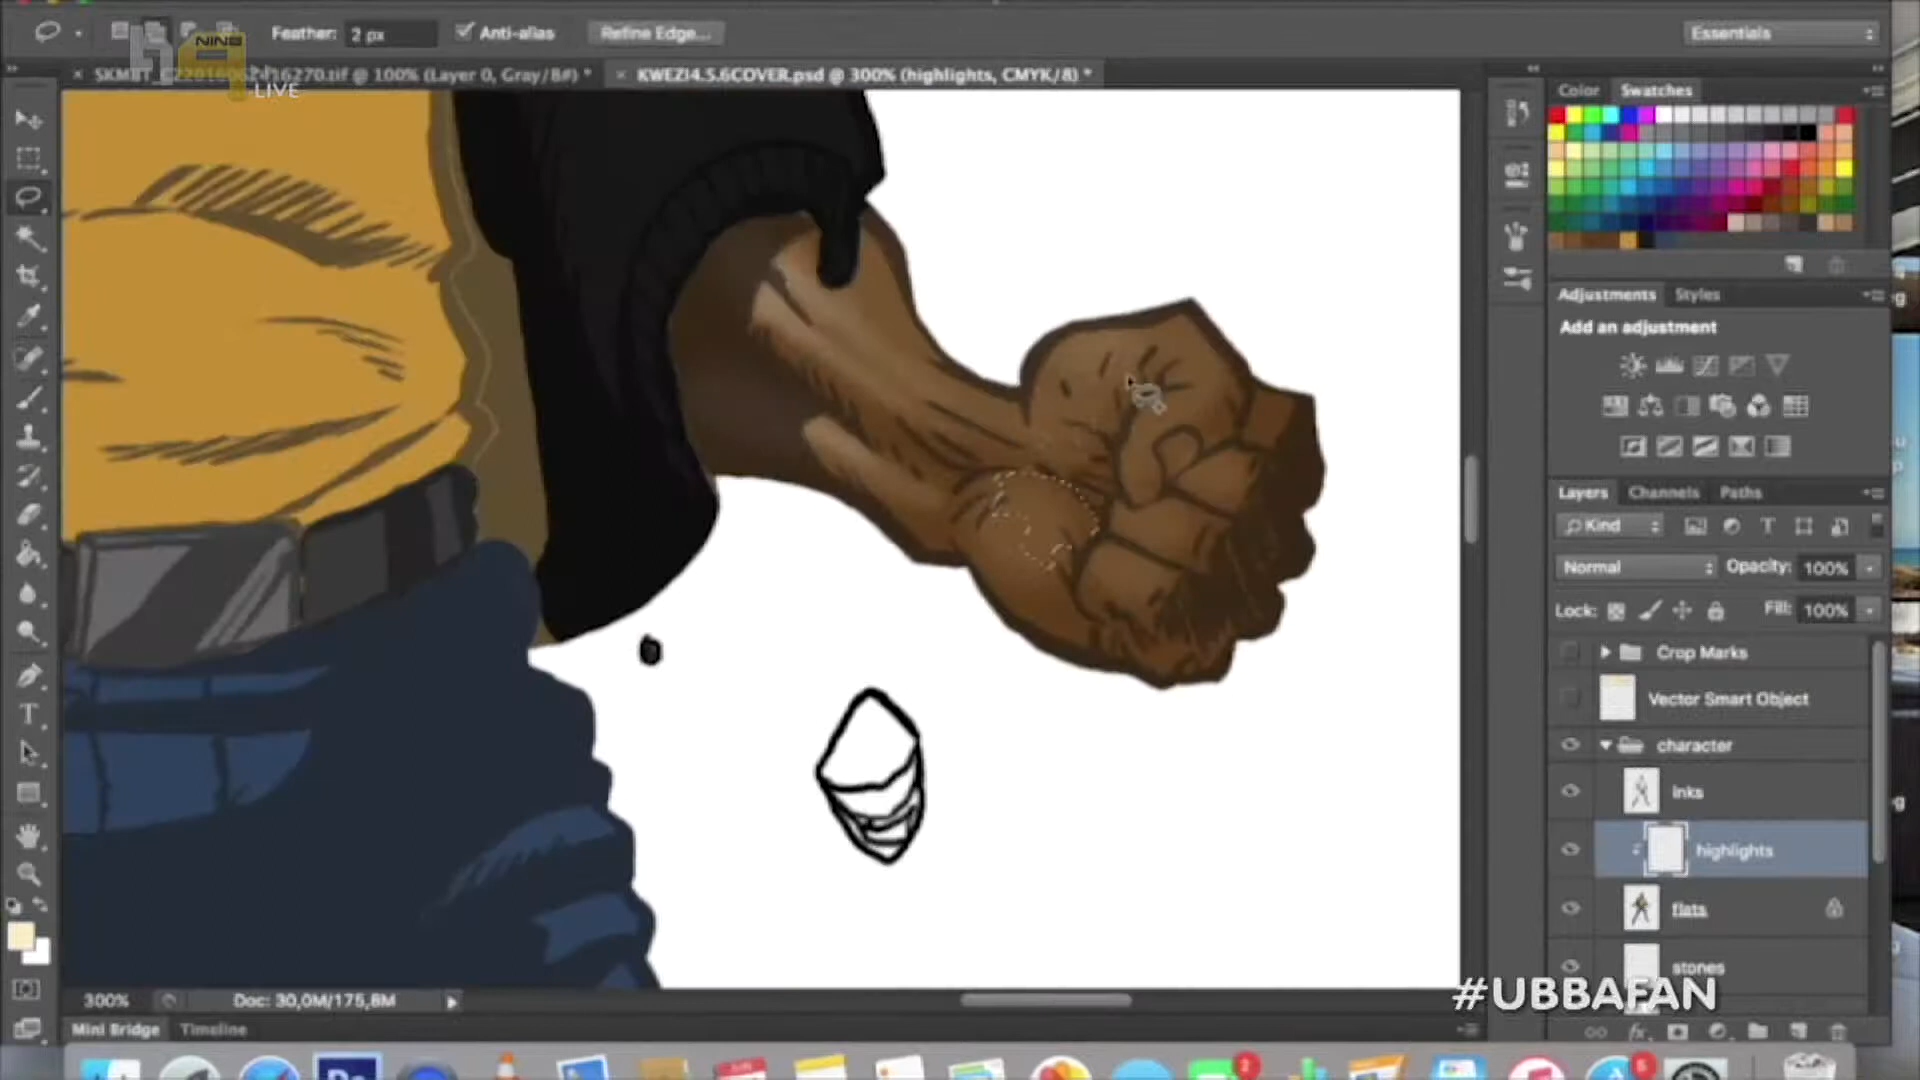 Feather: 2 px Anti-alias Refine Edge... Essentials
NINE
LIVE
KWEZI4.5.6COVER.psd @ 300% (highlights, CMYK/8) *
Color Swatches
Adjustments Styles
Add an adjustment
Layers Channels Paths
Kind
Normal Opacity: 100%
Lock: Fill: 100%
Crop Marks
Vector Smart Object
character
inks
highlights
flats
stones
#UBBAFAN
300% Doc: 30,0M/175,8M
Mini Bridge Timeline